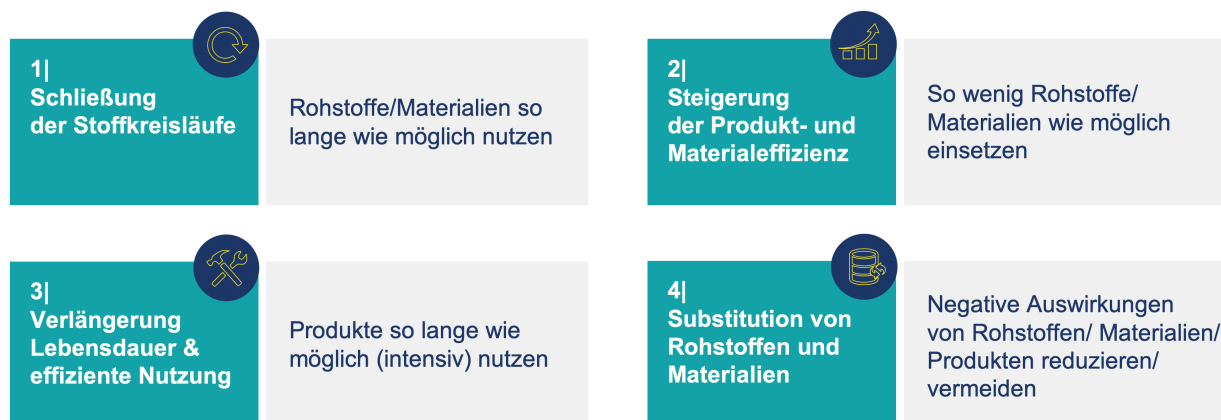 1|
Schließung
der Stoffkreisläufe
Rohstoffe/Materialien so
lange wie möglich nutzen
2|
Steigerung
der Produkt- und
Materialeffizienz
So wenig Rohstoffe/
Materialien wie möglich
einsetzen
3|
Verlängerung
Lebensdauer &
effiziente Nutzung
Produkte so lange wie
möglich (intensiv) nutzen
4|
Substitution von
Rohstoffen und
Materialien
Negative Auswirkungen
von Rohstoffen/ Materialien/
Produkten reduzieren/
vermeiden